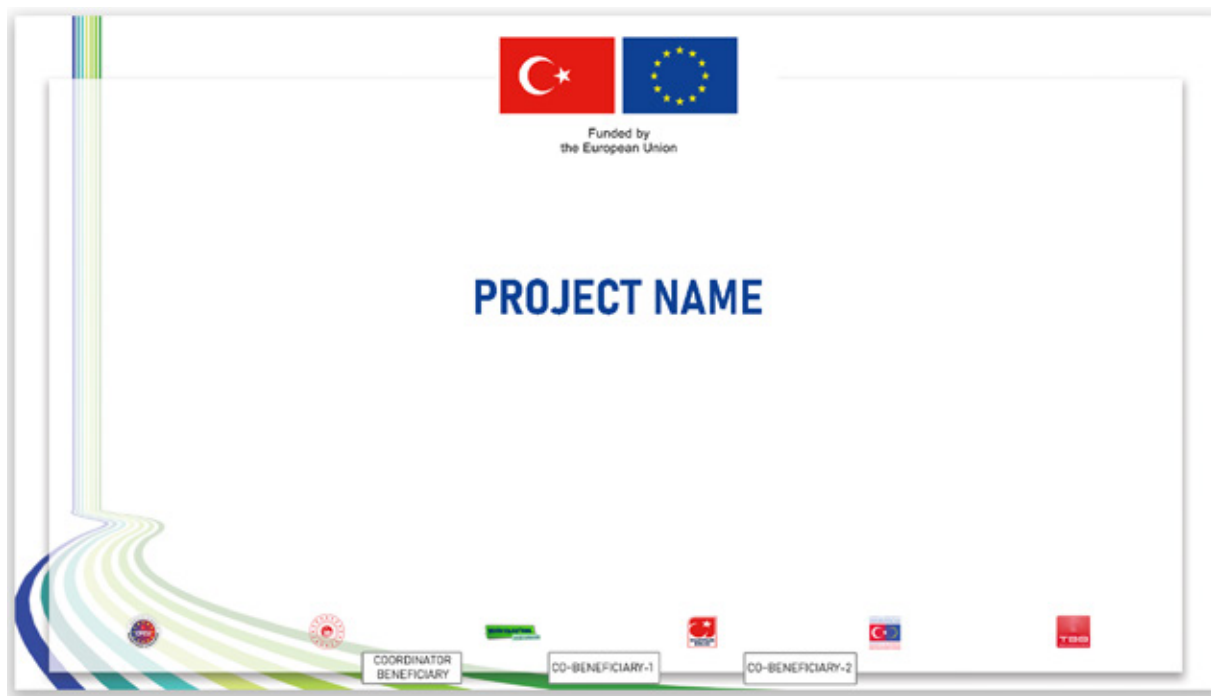 Funded by
the European Union
PROJECT NAME
TBB
COORDINATOR
BENEFICIARY
CO-BENEFICIARY-1
CO-BENEFICIARY-2